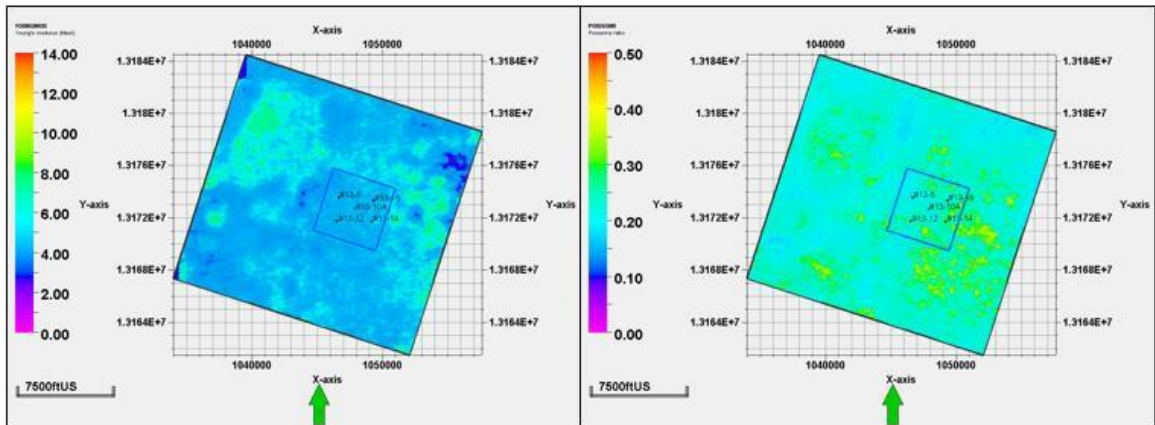 Young's modulus (Mpsi)
X-axis
1040000 1050000
14.00
12.00
10.00
8.00
6.00
4.00
2.00
0.00
1.3184E+7
1.318E+7
1.3176E+7
1.3172E+7
1.3168E+7
1.3164E+7
Y-axis
1.3184E+7
1.318E+7
1.3176E+7
1.3172E+7
1.3168E+7
1.3164E+7
Y-axis
1040000 1050000
X-axis
7500ftUS
Poissons ratio
X-axis
1040000 1050000
0.50
0.40
0.30
0.20
0.10
0.00
1.3184E+7
1.318E+7
1.3176E+7
1.3172E+7
1.3168E+7
1.3164E+7
Y-axis
1.3184E+7
1.318E+7
1.3176E+7
1.3172E+7
1.3168E+7
1.3164E+7
Y-axis
1040000 1050000
X-axis
7500ftUS